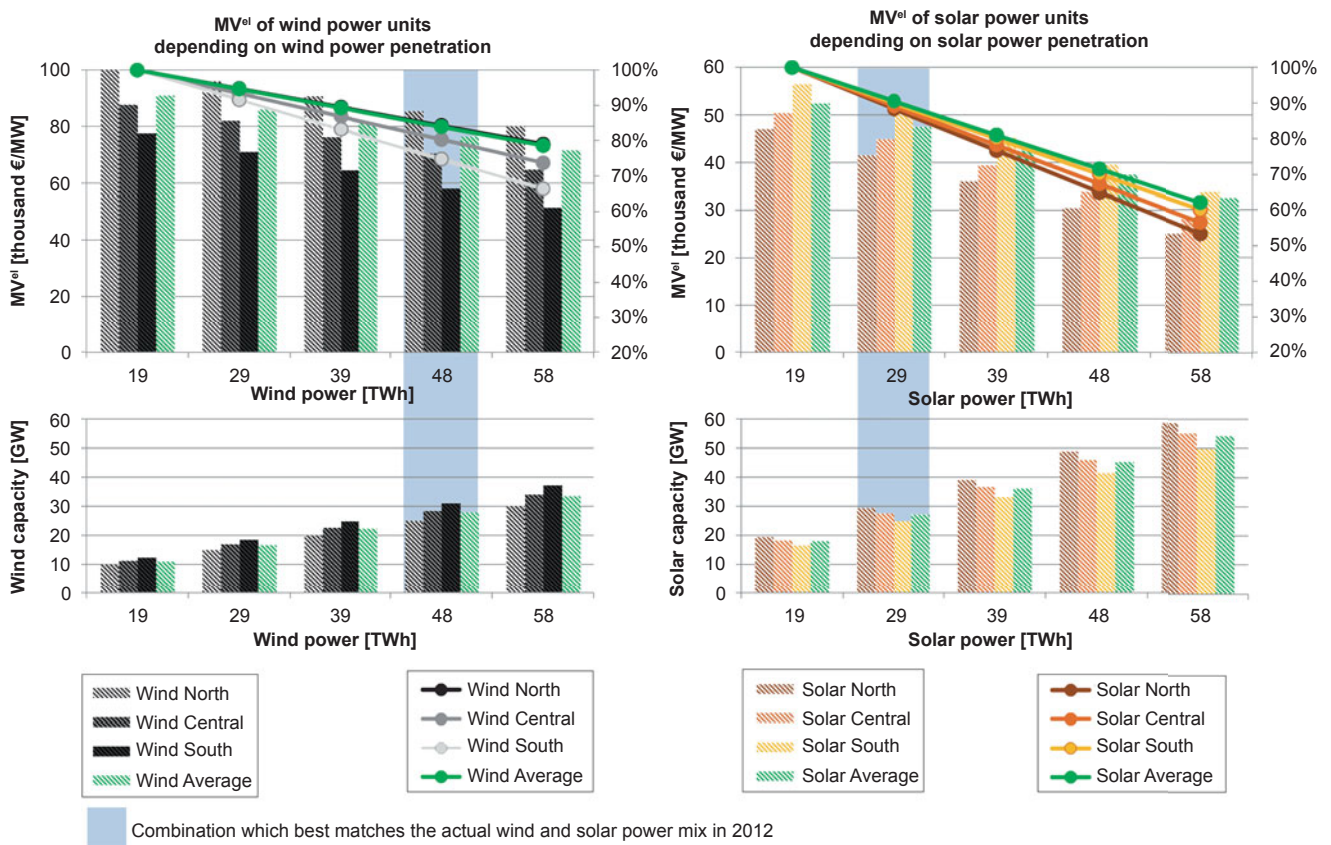 MVel of wind power units
depending on wind power penetration
MVel [thousand €/MW]
100
80
60
40
20
0
100%
90%
80%
70%
60%
50%
40%
30%
20%
19
29
39
48
58
Wind power [TWh]
Wind capacity [GW]
60
50
40
30
20
10
0
19
29
39
48
58
Wind power [TWh]
MVel of solar power units
depending on solar power penetration
MVel [thousand €/MW]
60
50
40
30
20
10
0
100%
90%
80%
70%
60%
50%
40%
30%
20%
19
29
39
48
58
Solar power [TWh]
Solar capacity [GW]
60
50
40
30
20
10
0
19
29
39
48
58
Solar power [TWh]
Wind North
Wind Central
Wind South
Wind Average
Wind North
Wind Central
Wind South
Wind Average
Solar North
Solar Central
Solar South
Solar Average
Solar North
Solar Central
Solar South
Solar Average
Combination which best matches the actual wind and solar power mix in 2012